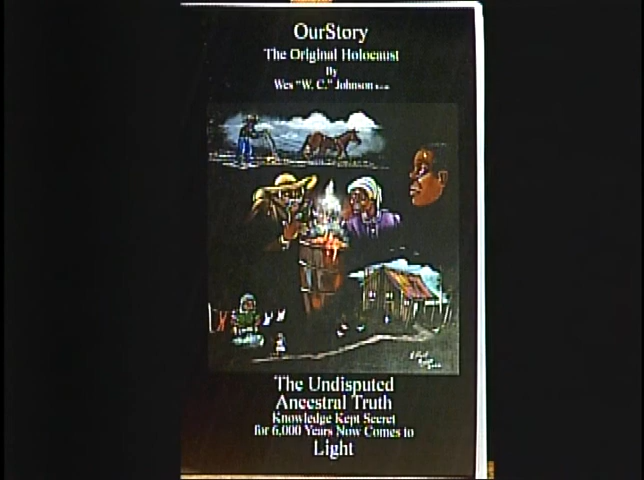 OurStory
The Original Holocaust
By
Wes "W. C." Johnson
The Undisputed
Ancestral Truth
Knowledge Kept Secret
for 6,000 Years Now Comes to
Light